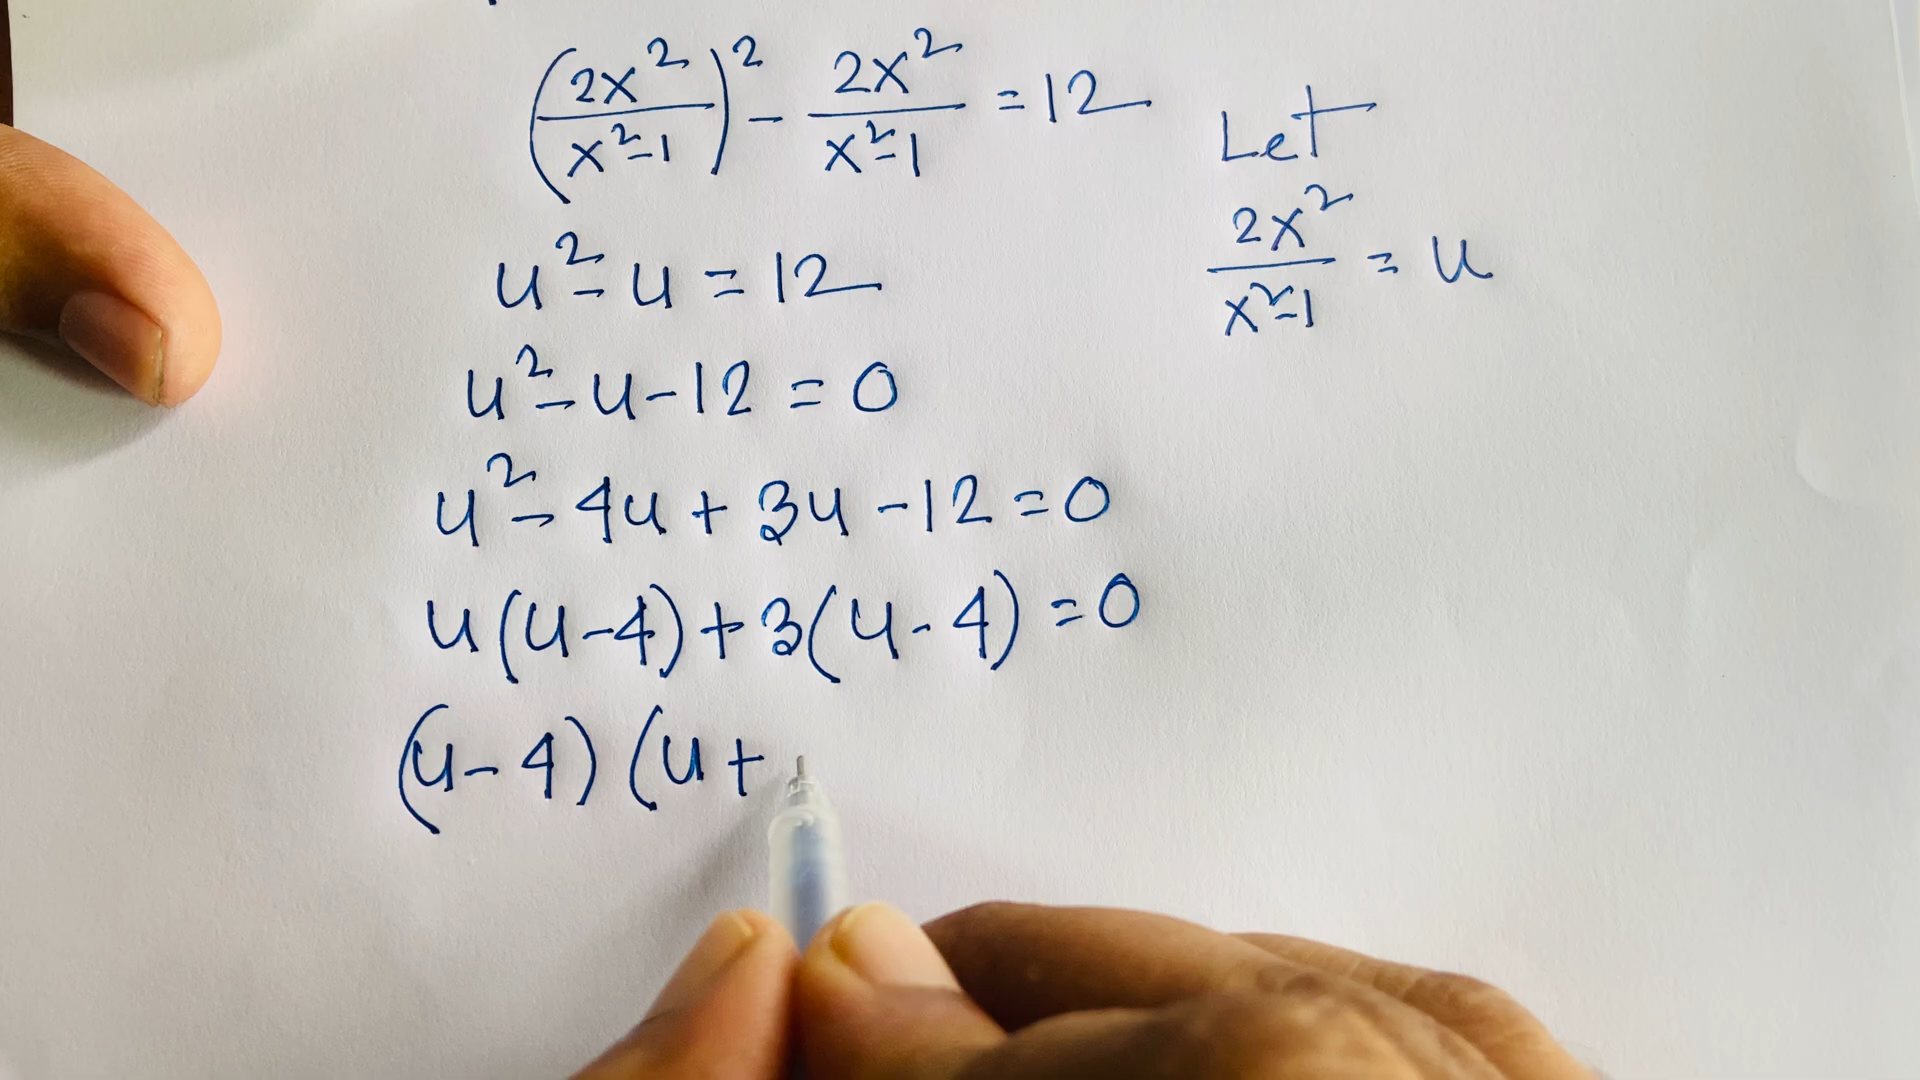 (2x²/x²-1)² - 2x²/x²-1 = 12
Let
2x²/x²-1 = u
u² - u = 12
u² - u - 12 = 0
u² - 4u + 3u - 12 = 0
u(u-4) + 3(u-4) = 0
(u-4)(u+